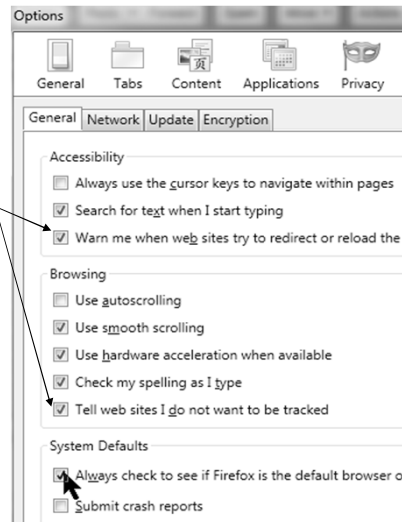 Options
General Tabs Content Applications Privacy
General Network Update Encryption
Accessibility
Always use the cursor keys to navigate within pages
Search for text when I start typing
Warn me when web sites try to redirect or reload the
Browsing
Use autoscrolling
Use smooth scrolling
Use hardware acceleration when available
Check my spelling as I type
Tell web sites I do not want to be tracked
System Defaults
Always check to see if Firefox is the default browser o
Submit crash reports